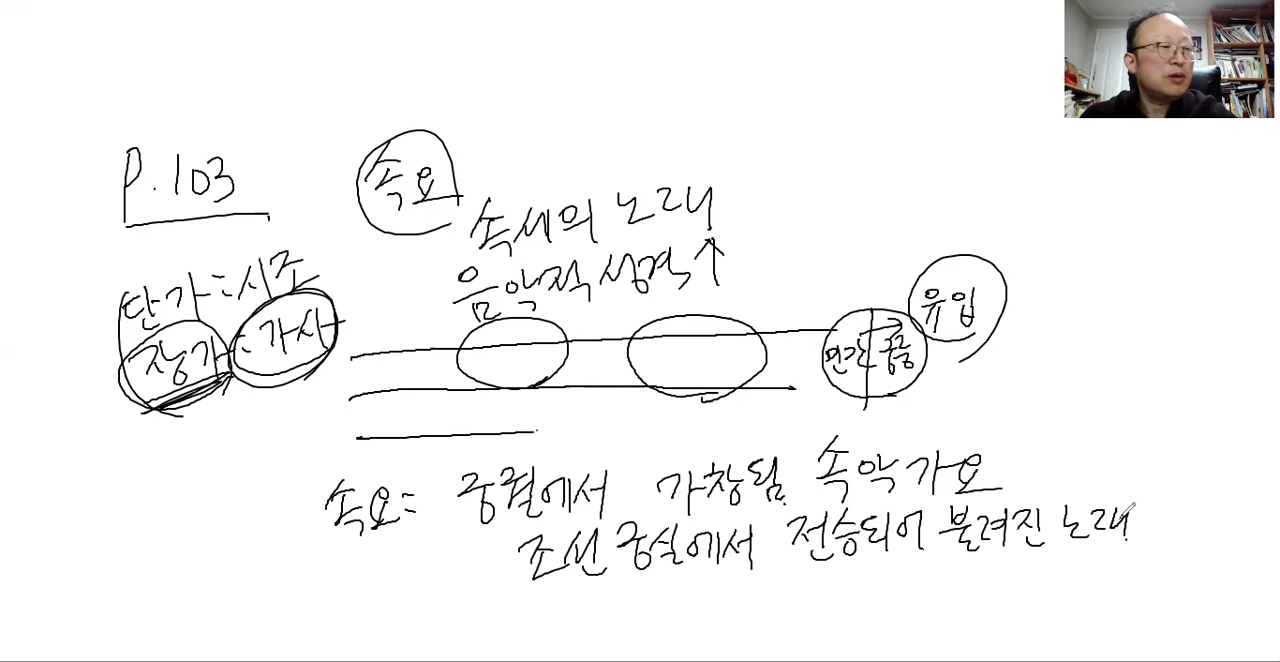 P.103
속요
속세의 노래
음악적 성격↑
단가 : 시조
장가 : 가사
민간 궁중
유입
속요 : 궁궐에서 가창됨. 속악가요
조선 궁실에서 전승되어 불려진 노래